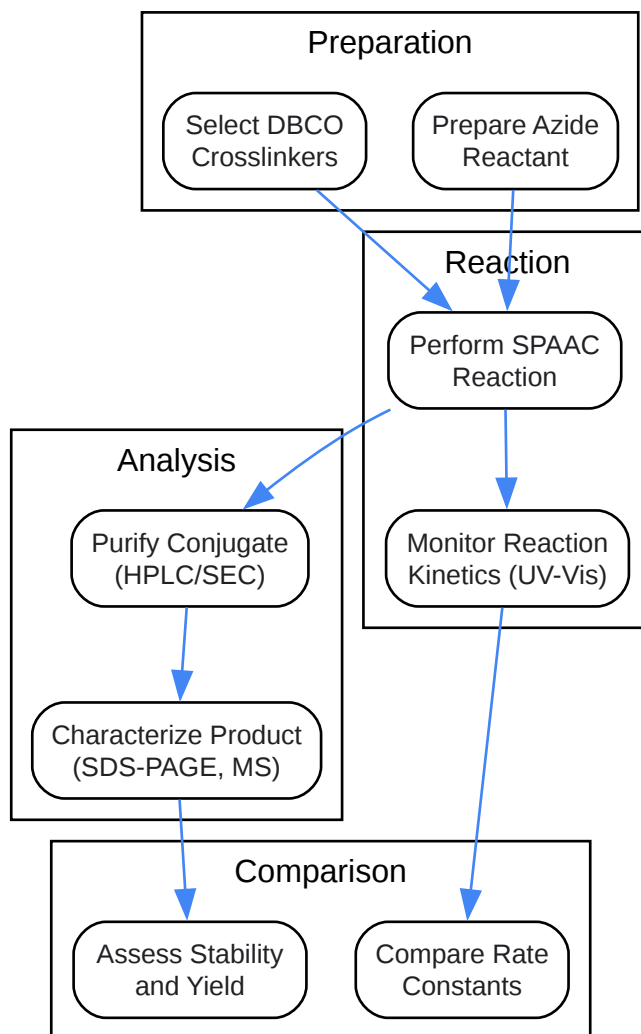 Preparation
Select DBCO
Crosslinkers
Prepare Azide
Reactant
Reaction
Perform SPAAC
Reaction
Analysis
Purify Conjugate
(HPLC/SEC)
Monitor Reaction
Kinetics (UV-Vis)
Characterize Product
(SDS-PAGE, MS)
Comparison
Assess Stability
and Yield
Compare Rate
Constants